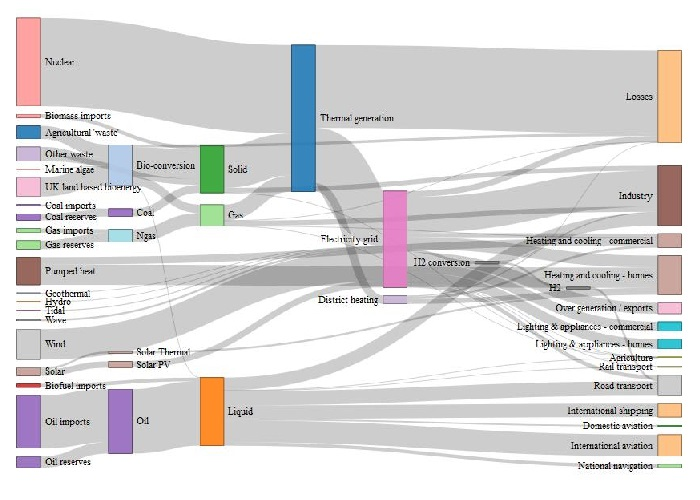 Nuclear
Biomass imports
Agricultural 'waste'
Other waste
Marine algae
UK land based bioenergy
Coal imports
Coal reserves
Gas imports
Gas reserves
Pumped heat
Geothermal
Hydro
Tidal
Wave
Wind
Solar
Biofuel imports
Oil imports
Oil reserves
Bio-conversion
Coal
Ngas
Solar Thermal
Solar PV
Oil
Solid
Gas
Liquid
Thermal generation
Electricity grid
District heating
H2 conversion
H2
Losses
Industry
Heating and cooling - commercial
Heating and cooling - homes
Over generation / exports
Lighting & appliances - commercial
Lighting & appliances - homes
Agriculture
Rail transport
Road transport
International shipping
Domestic aviation
International aviation
National navigation